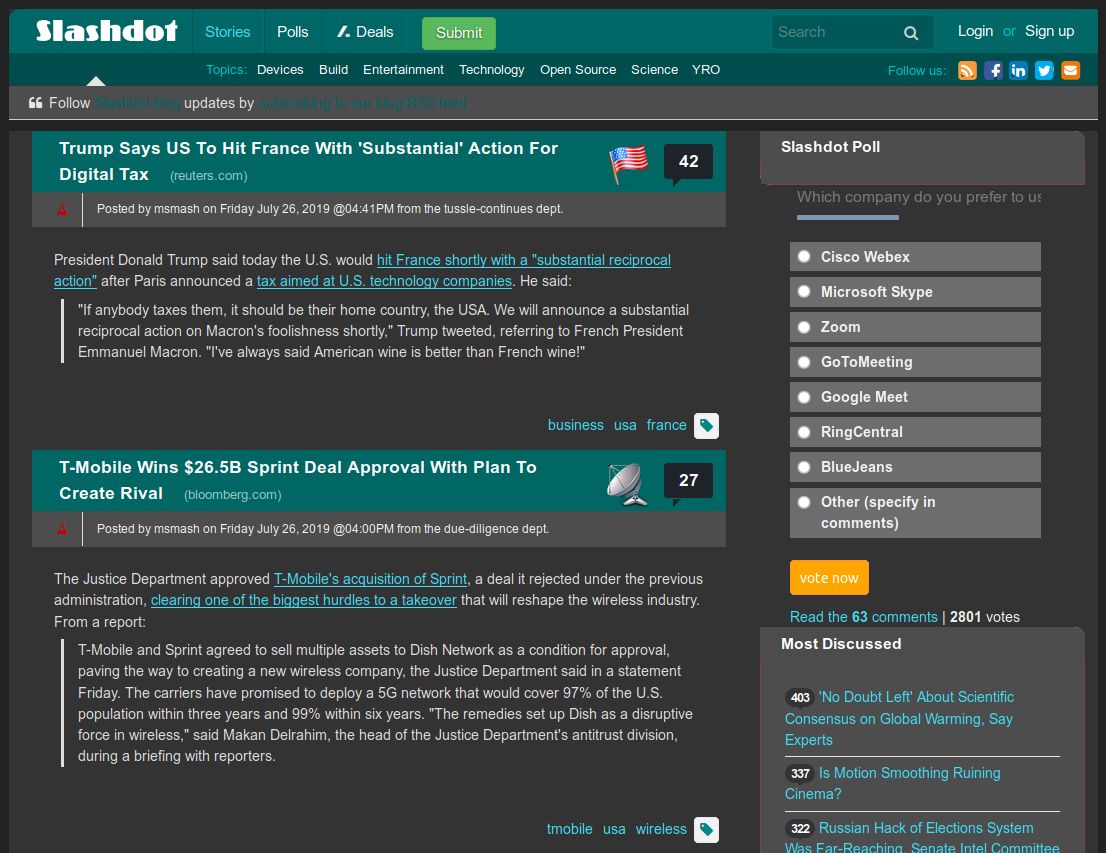 Slashdot
Stories Polls Deals Submit
Search
Login or Sign up
Topics: Devices Build Entertainment Technology Open Source Science YRO
Follow us:
Follow Slashdot blog updates by subscribing to our blog RSS feed
Trump Says US To Hit France With 'Substantial' Action For
Digital Tax (reuters.com)
42
Posted by msmash on Friday July 26, 2019 @04:41PM from the tussle-continues dept.
President Donald Trump said today the U.S. would hit France shortly with a "substantial reciprocal
action" after Paris announced a tax aimed at U.S. technology companies. He said:
"If anybody taxes them, it should be their home country, the USA. We will announce a substantial
reciprocal action on Macron's foolishness shortly," Trump tweeted, referring to French President
Emmanuel Macron. "I've always said American wine is better than French wine!"
business usa france
T-Mobile Wins $26.5B Sprint Deal Approval With Plan To
Create Rival (bloomberg.com)
27
Posted by msmash on Friday July 26, 2019 @04:00PM from the due-diligence dept.
The Justice Department approved T-Mobile's acquisition of Sprint, a deal it rejected under the previous
administration, clearing one of the biggest hurdles to a takeover that will reshape the wireless industry.
From a report:
T-Mobile and Sprint agreed to sell multiple assets to Dish Network as a condition for approval,
paving the way to creating a new wireless company, the Justice Department said in a statement
Friday. The carriers have promised to deploy a 5G network that would cover 97% of the U.S.
population within three years and 99% within six years. "The remedies set up Dish as a disruptive
force in wireless," said Makan Delrahim, the head of the Justice Department's antitrust division,
during a briefing with reporters.
tmobile usa wireless
Slashdot Poll
Which company do you prefer to us
Cisco Webex
Microsoft Skype
Zoom
GoToMeeting
Google Meet
RingCentral
BlueJeans
Other (specify in
comments)
vote now
Read the 63 comments | 2801 votes
Most Discussed
403 'No Doubt Left' About Scientific
Consensus on Global Warming, Say
Experts
337 Is Motion Smoothing Ruining
Cinema?
322 Russian Hack of Elections System
Was Far-Reaching, Senate Intel Committee